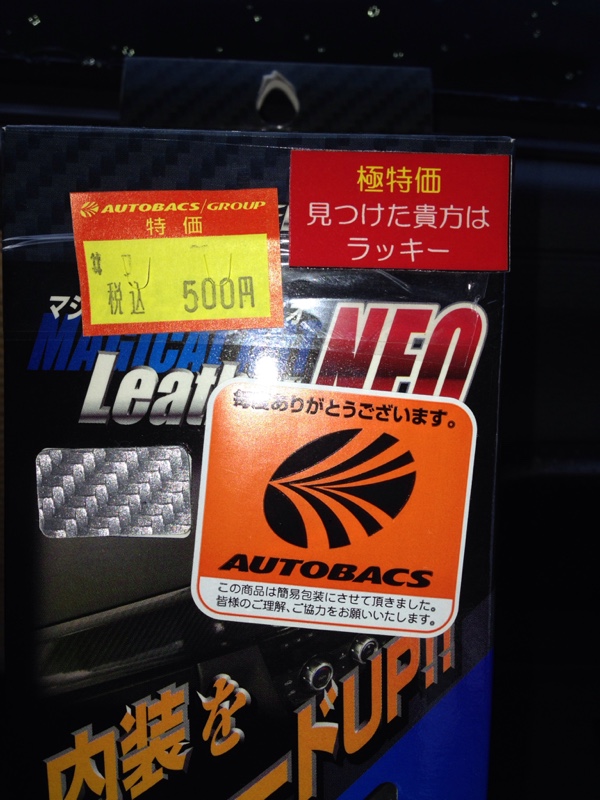 AUTOBACS/GROUP
特価
税込 500円
極特価
見つけた貴方は
ラッキー
マジ
オ
NEO
Leat
毎度ありがとうございます。
AUTOBACS
この商品は簡易包装にさせて頂きました。
皆様のご理解、ご協力をお願いいたします。
内装を
ードUP!!